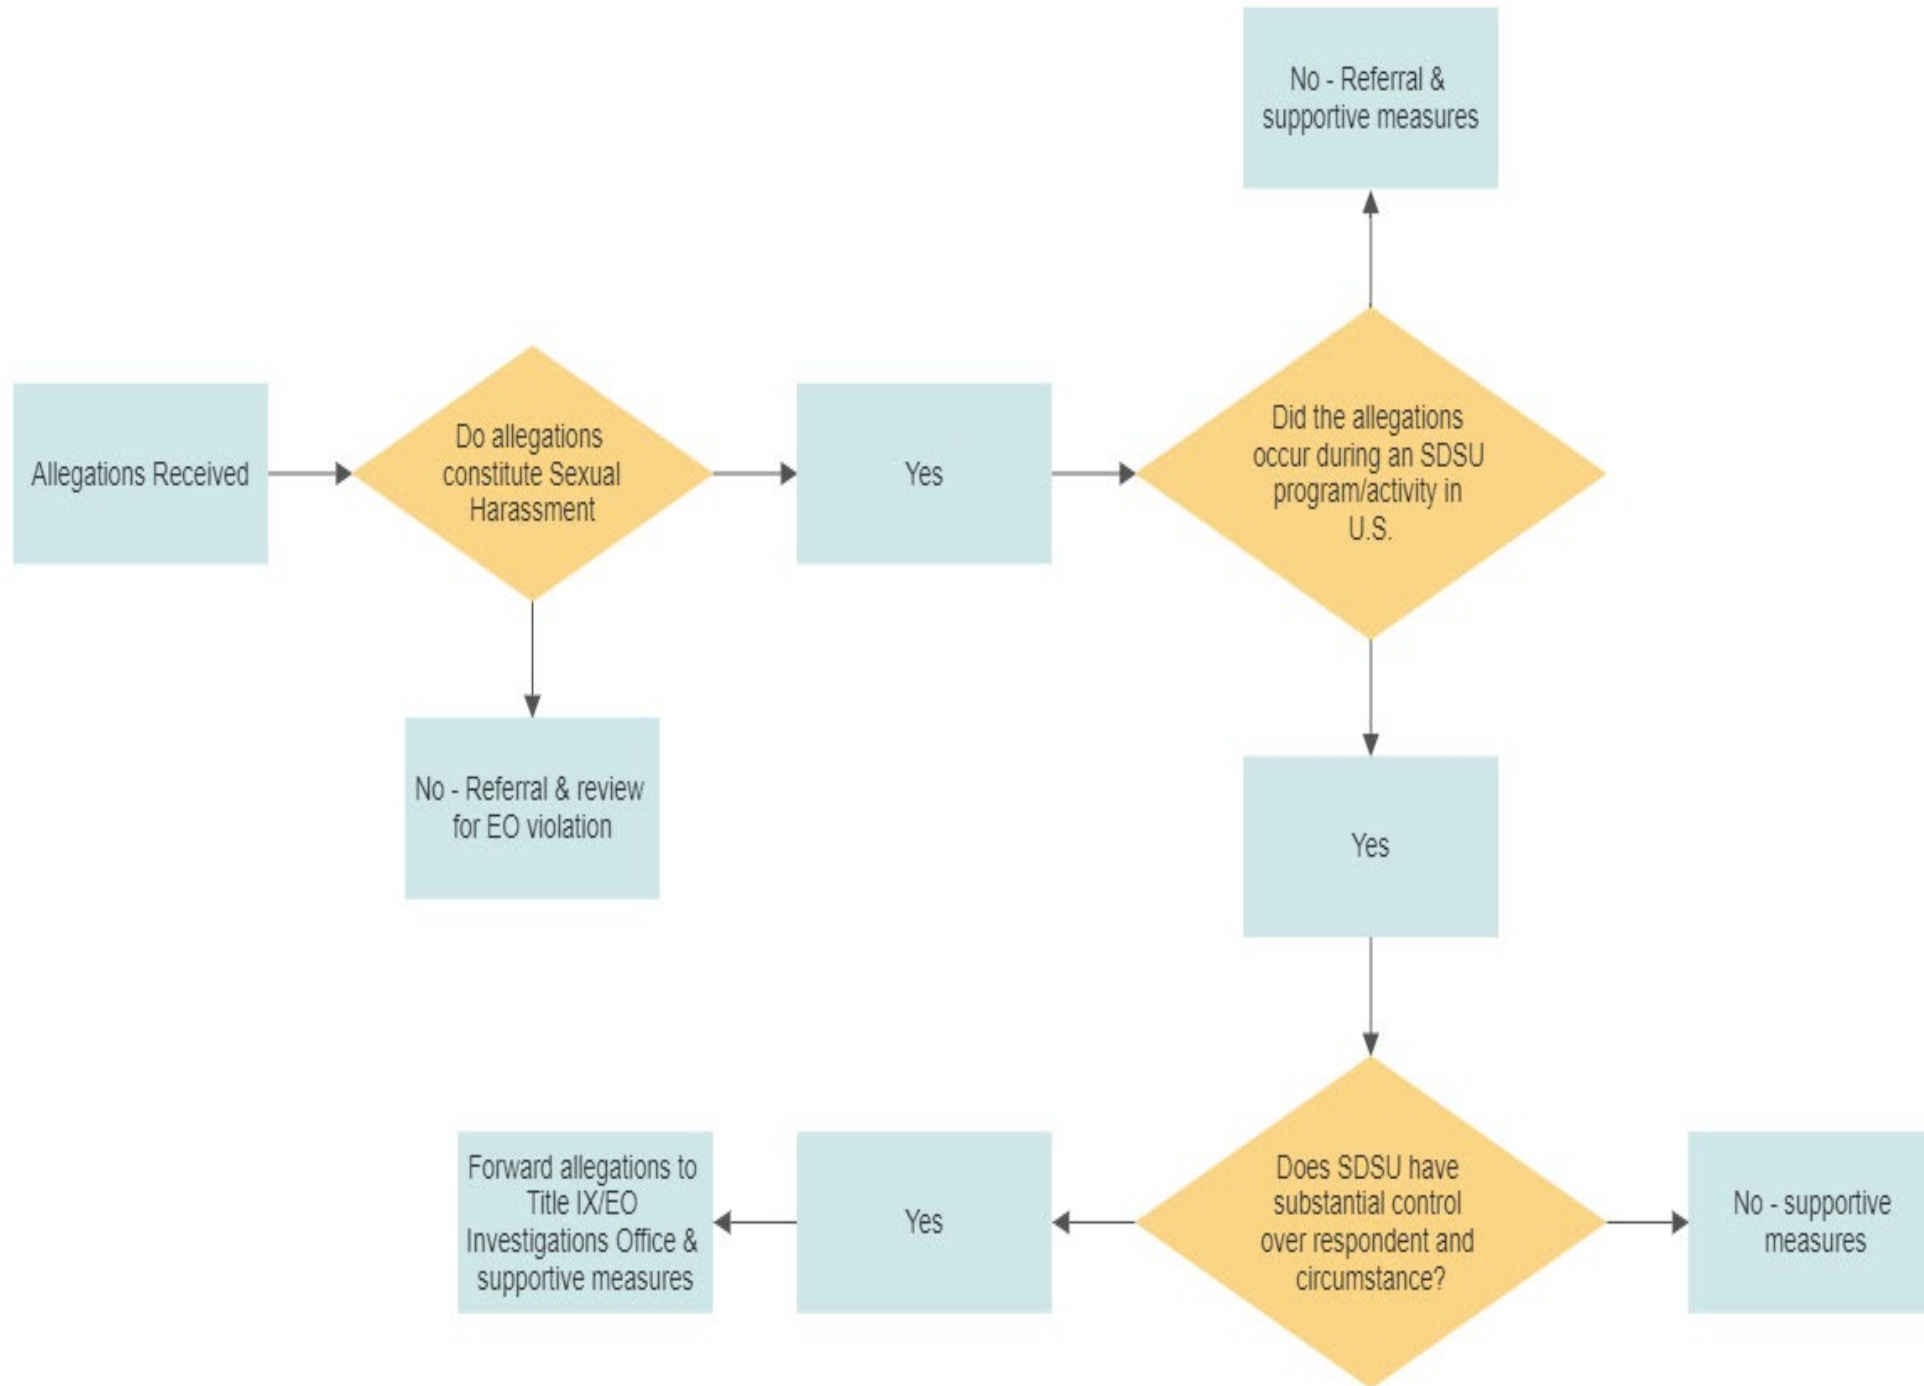 No - Referral &
supportive measures
Allegations Received
Do allegations
constitute Sexual
Harassment
Yes
Did the allegations
occur during an SDSU
program/activity in
U.S.
No - Referral & review
for EO violation
Yes
Forward allegations to
Title IX/EO
Investigations Office &
supportive measures
Yes
Does SDSU have
substantial control
over respondent and
circumstance?
No - supportive
measures